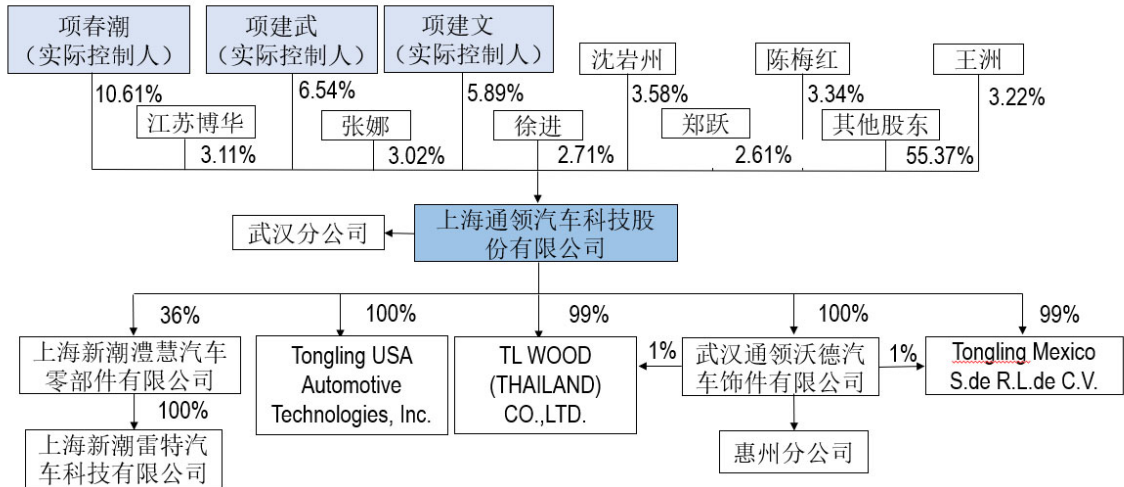 项春潮
（实际控制人）
项建武
（实际控制人）
项建文
（实际控制人）
沈岩州
陈梅红
王洲
10.61%
6.54%
5.89%
3.58%
3.34%
3.22%
江苏博华
张娜
徐进
郑跃
其他股东
3.11%
3.02%
2.71%
2.61%
55.37%
武汉分公司
上海通领汽车科技股
份有限公司
36%
100%
99%
100%
99%
上海新潮澧慧汽车
零部件有限公司
Tongling USA
Automotive
Technologies, Inc.
TL WOOD
(THAILAND)
CO.,LTD.
1%
武汉通领沃德汽
车饰件有限公司
1%
Tongling Mexico
S.de R.L.de C.V.
100%
上海新潮雷特汽
车科技有限公司
惠州分公司